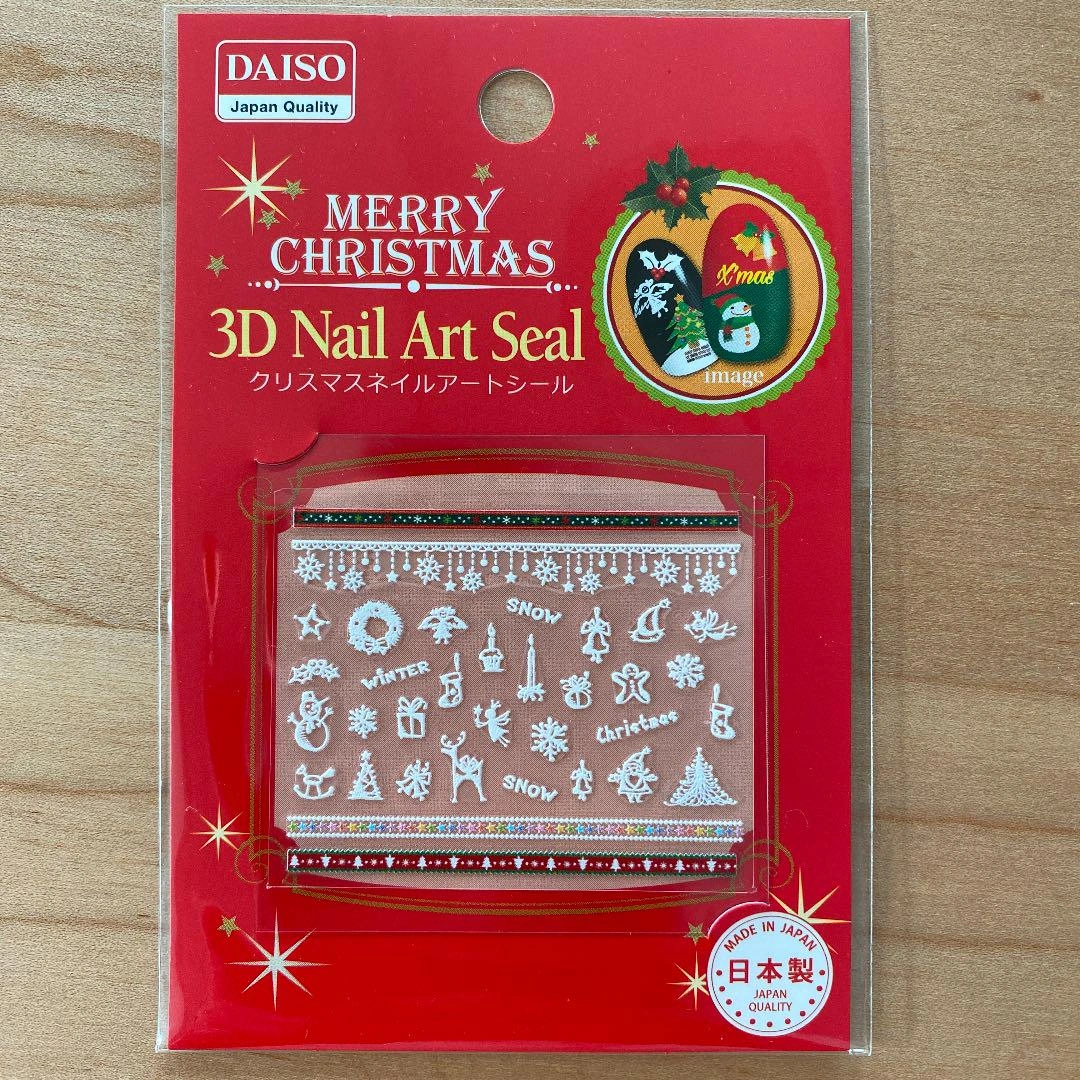 DAISO
Japan Quality
MERRY
CHRISTMAS
3D Nail Art Seal
クリスマスネイルアートシール
X'mas
image
SNOW
WiNTER
Christmas
SNOW
MADE IN JAPAN
日本製
JAPAN
QUALITY